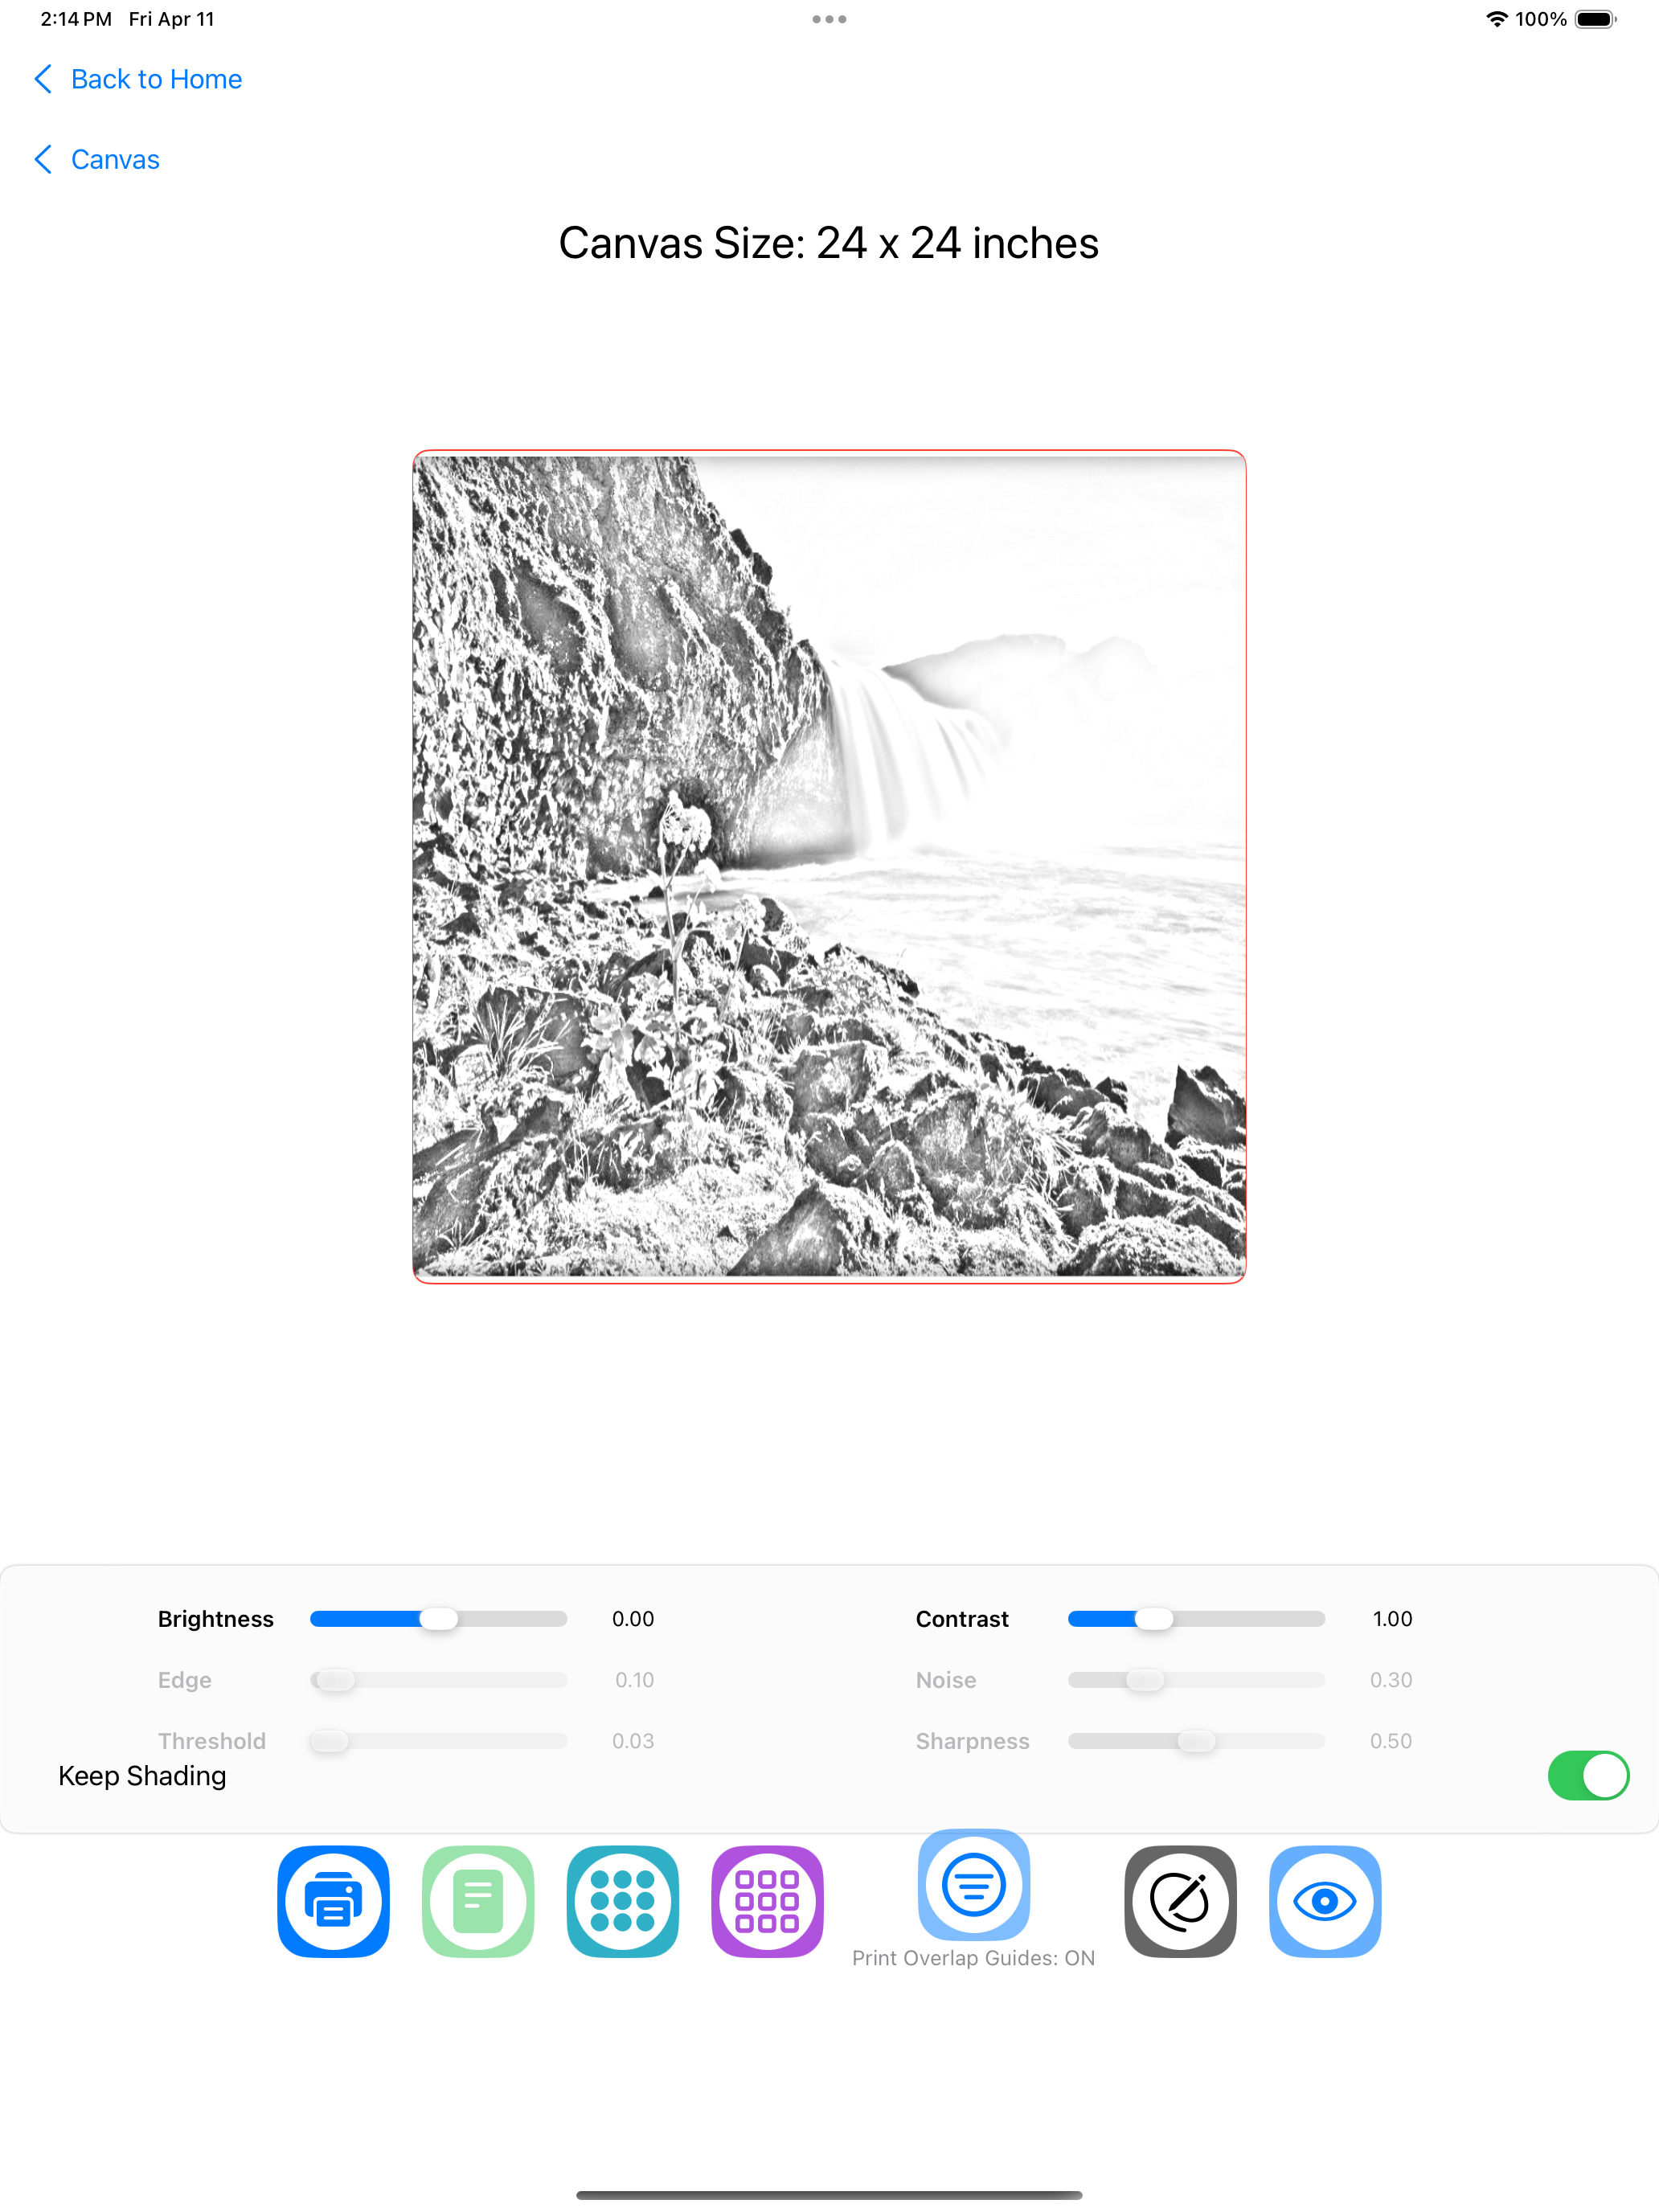 2:14 PM Fri Apr 11
100%
Back to Home
Canvas
Canvas Size: 24 x 24 inches
Brightness 0.00 Contrast 1.00
Edge 0.10 Noise 0.30
Threshold 0.03 Sharpness 0.50
Keep Shading
Print Overlap Guides: ON